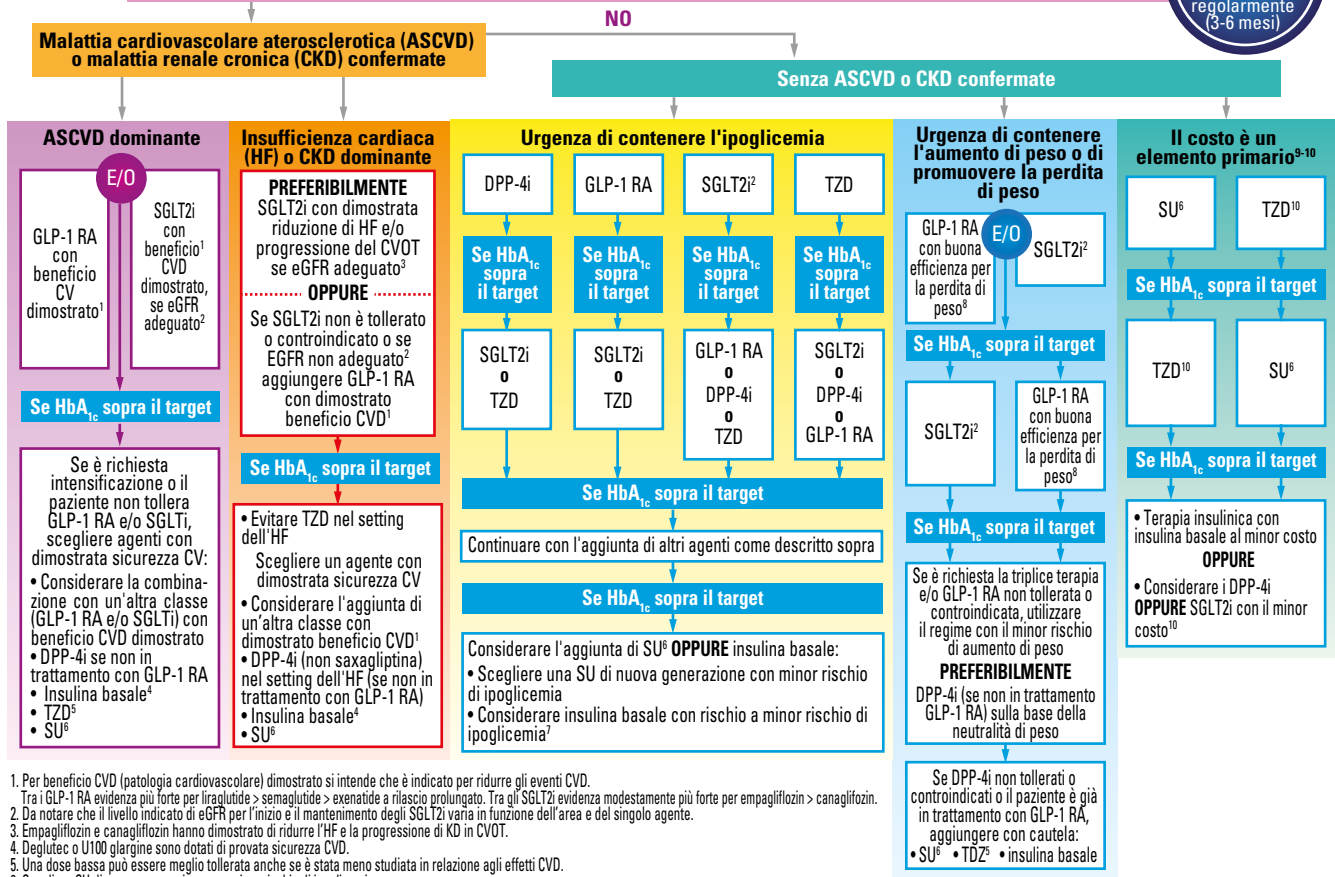 regolarmente
(3-6 mesi)
NO
Malattia cardiovascolare aterosclerotica (ASCVD)
o malattia renale cronica (CKD) confermate
Senza ASCVD o CKD confermate
ASCVD dominante
E/O
GLP-1 RA
con
beneficio
CV
dimostrato¹
SGLT2i
con
beneficio¹
CVD
dimostrato,
se eGFR
adeguato²
Se HbA1c sopra il target
Se è richiesta
intensificazione o il
paziente non tollera
GLP-1 RA e/o SGLTi,
scegliere agenti con
dimostrata sicurezza CV:
• Considerare la combina-
zione con un'altra classe
(GLP-1 RA e/o SGLTi) con
beneficio CVD dimostrato
• DPP-4i se non in
trattamento con GLP-1 RA
• Insulina basale⁴
• TZD⁵
• SU⁶
Insufficienza cardiaca
(HF) o CKD dominante
PREFERIBILMENTE
SGLT2i con dimostrata
riduzione di HF e/o
progressione del CVOT
se eGFR adeguato³
OPPURE
Se SGLT2i non è tollerato
o controindicato o se
EGFR non adeguato²
aggiungere GLP-1 RA
con dimostrato
beneficio CVD¹
Se HbA1c sopra il target
• Evitare TZD nel setting
dell'HF
Scegliere un agente con
dimostrata sicurezza CV
• Considerare l'aggiunta di
un'altra classe con
dimostrato beneficio CVD¹
• DPP-4i (non saxagliptina)
nel setting dell'HF (se non in
trattamento con GLP-1 RA)
• Insulina basale⁴
• SU⁶
Urgenza di contenere l'ipoglicemia
DPP-4i
GLP-1 RA
SGLT2i²
TZD
Se HbA1c
sopra
il target
Se HbA1c
sopra
il target
Se HbA1c
sopra
il target
Se HbA1c
sopra
il target
SGLT2i
o
TZD
SGLT2i
o
TZD
GLP-1 RA
o
DPP-4i
o
TZD
SGLT2i
o
DPP-4i
o
GLP-1 RA
Se HbA1c sopra il target
Continuare con l'aggiunta di altri agenti come descritto sopra
Se HbA1c sopra il target
Considerare l'aggiunta di SU⁶ OPPURE insulina basale:
• Scegliere una SU di nuova generazione con minor rischio
di ipoglicemia
• Considerare insulina basale con rischio a minor rischio di
ipoglicemia⁷
Urgenza di contenere
l'aumento di peso o di
promuovere la perdita
di peso
GLP-1 RA
con buona
efficienza per
la perdita di
peso⁸
E/O
SGLT2i²
Se HbA1c sopra il target
SGLT2i²
GLP-1 RA
con buona
efficienza per
la perdita di
peso⁸
Se HbA1c sopra il target
Se è richiesta la triplice terapia
e/o GLP-1 RA non tollerata o
controindicata, utilizzare
il regime con il minor rischio
di aumento di peso
PREFERIBILMENTE
DPP-4i (se non in trattamento
GLP-1 RA) sulla base della
neutralità di peso
Se DPP-4i non tollerati o
controindicati o il paziente è già
in trattamento con GLP-1 RA,
aggiungere con cautela:
• SU⁶ • TDZ⁵ • insulina basale
Il costo è un
elemento primario⁹⁻¹⁰
SU⁶
TZD¹⁰
Se HbA1c sopra il target
TZD¹⁰
SU⁶
Se HbA1c sopra il target
• Terapia insulinica con
insulina basale al minor costo
OPPURE
• Considerare i DPP-4i
OPPURE SGLT2i con il minor
costo¹⁰
1. Per beneficio CVD (patologia cardiovascolare) dimostrato si intende che è indicato per ridurre gli eventi CVD.
Tra i GLP-1 RA evidenza più forte per liraglutide > semaglutide > exenatide a rilascio prolungato. Tra gli SGLT2i evidenza modestamente più forte per empagliflozin > canaglifozin.
2. Da notare che il livello indicato di eGFR per l'inizio e il mantenimento degli SGLT2i varia in funzione dell'area e del singolo agente.
3. Empagliflozin e canagliflozin hanno dimostrato di ridurre l'HF e la progressione di KD in CVOT.
4. Deglutec o U100 glargine sono dotati di provata sicurezza CVD.
5. Una dose bassa può essere meglio tollerata anche se è stata meno studiata in relazione agli effetti CVD.